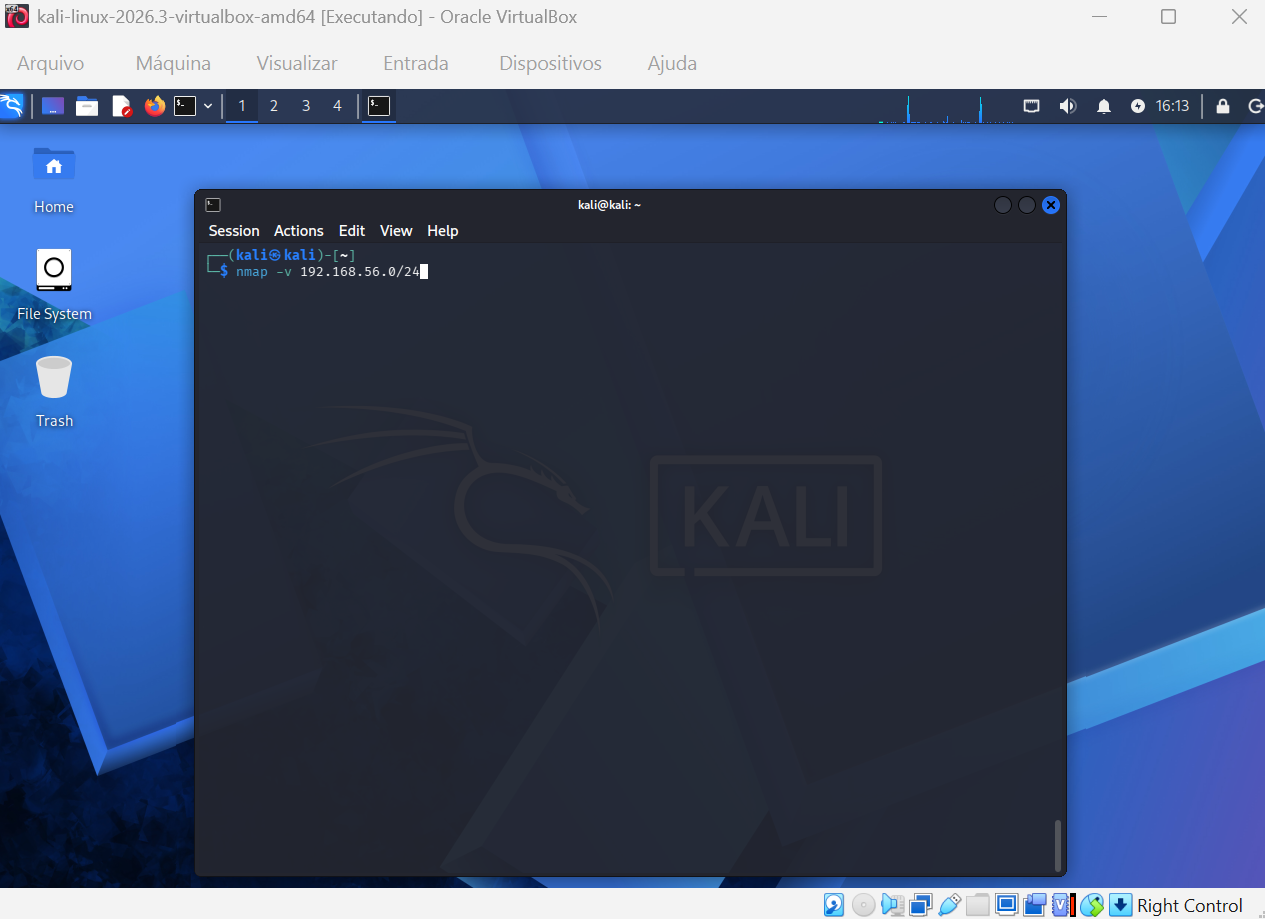 kali-linux-2026.3-virtualbox-amd64 [Executando] - Oracle VirtualBox
Arquivo Máquina Visualizar Entrada Dispositivos Ajuda
1 2 3 4 16:13
Home
File System
Trash
kali@kali: ~
Session Actions Edit View Help
┌──(kali㉿kali)-[~]
└─$ nmap -v 192.168.56.0/24
KALI
Right Control